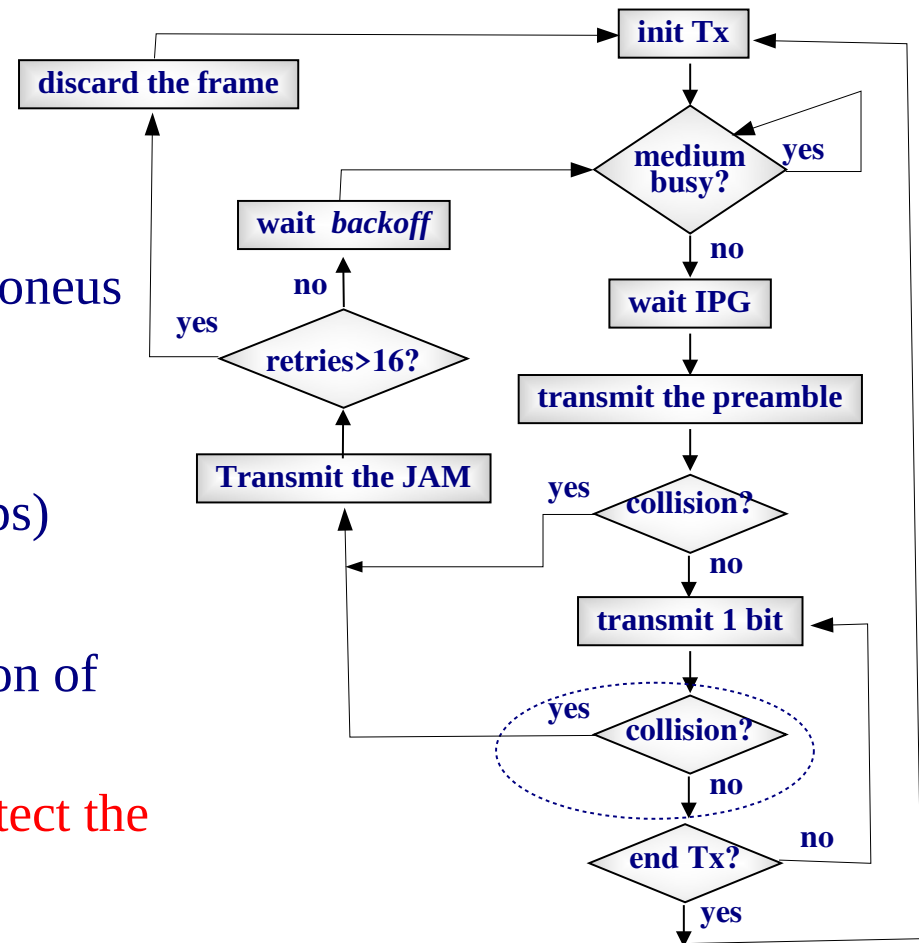 init Tx
discard the frame
medium
busy?
yes
wait backoff
no
no
oneus
wait IPG
yes
retries>16?
transmit the preamble
Transmit the JAM
yes
collision?
os)
no
transmit 1 bit
on of
yes
collision?
no
tect the
no
end Tx?
yes